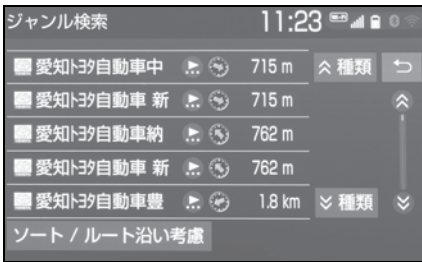 ジャンル検索 11:23
愛知トヨタ自動車中 715 m 種類
愛知トヨタ自動車 新 715 m
愛知トヨタ自動車納 762 m
愛知トヨタ自動車 新 762 m
愛知トヨタ自動車豊 1.8 km 種類
ソート / ルート沿い考慮